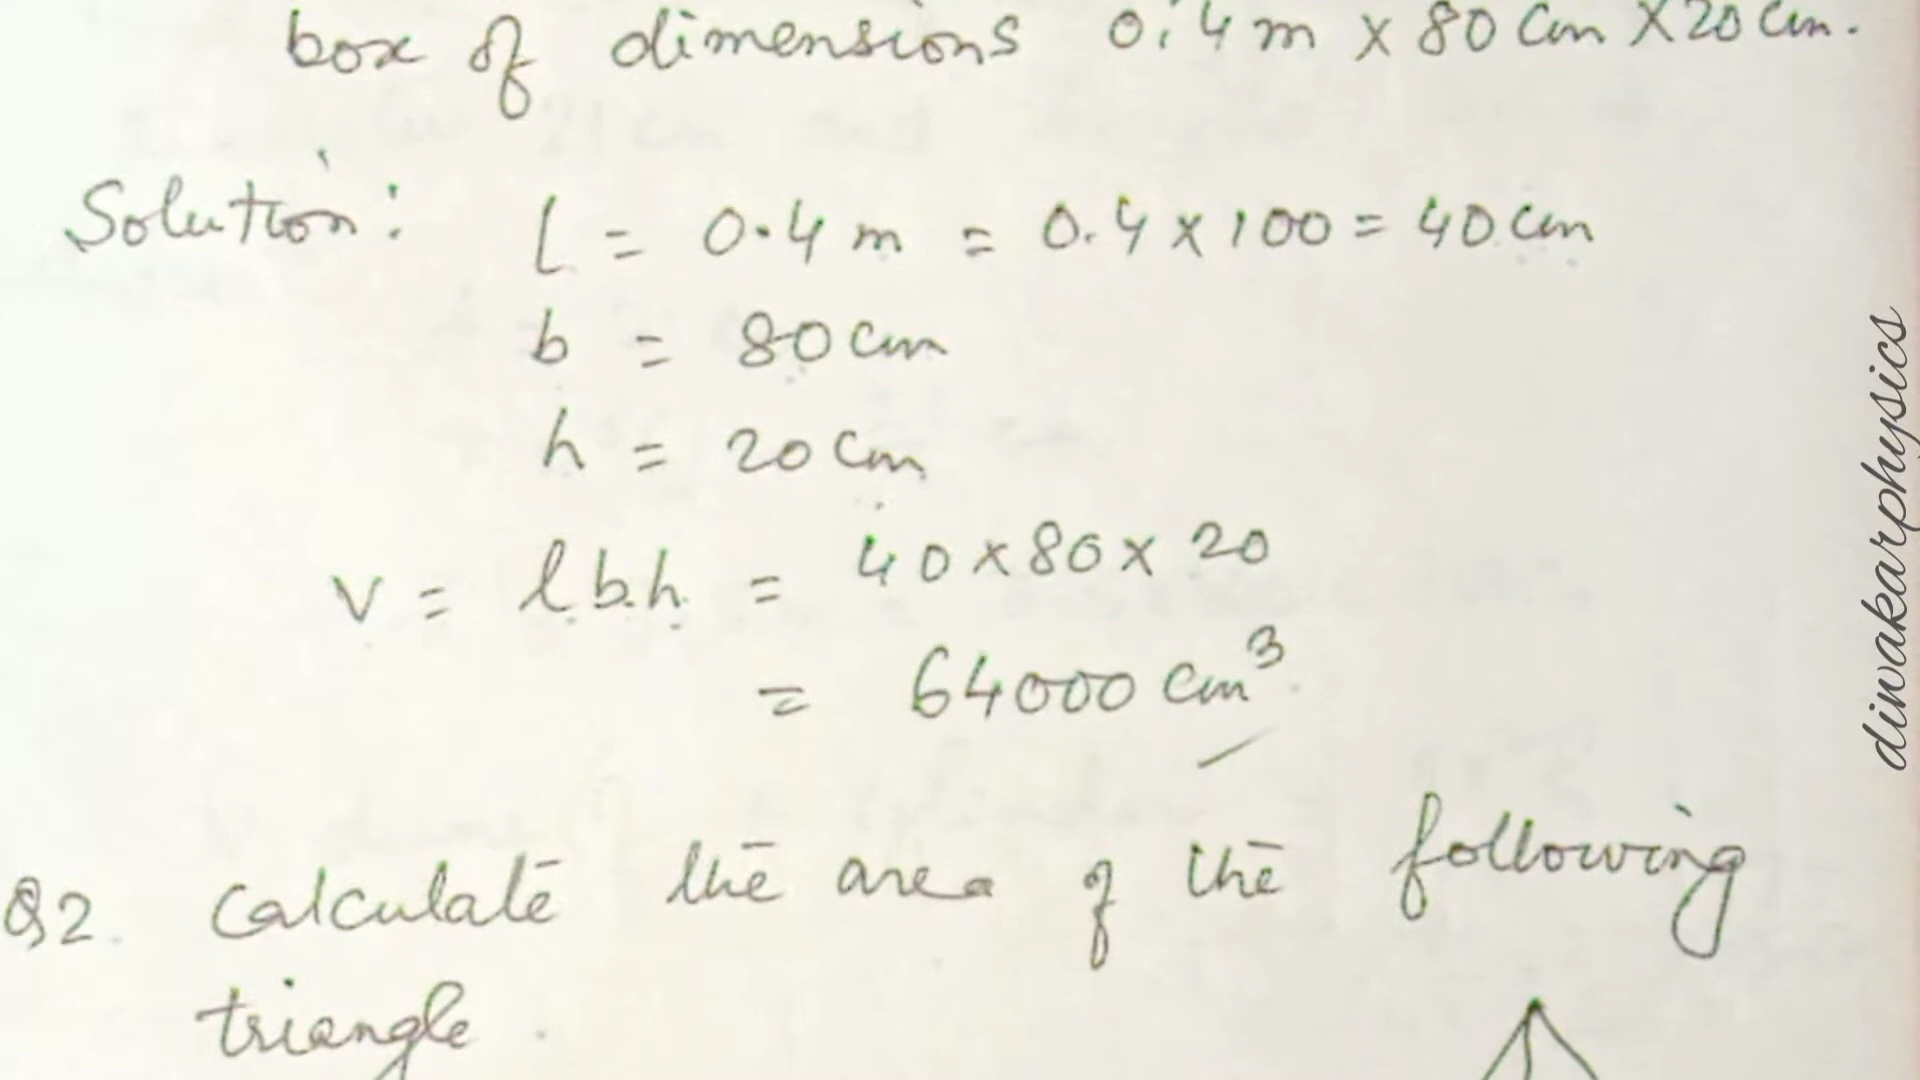 box of dimensions 0.4 m × 80 cm × 20 cm.
Solution: l = 0.4 m = 0.4 × 100 = 40 cm
b = 80 cm
h = 20 cm
V = l b.h. = 40 × 80 × 20
= 64000 cm³
Q2. Calculate the area of the following
triangle.
diwakarphysics